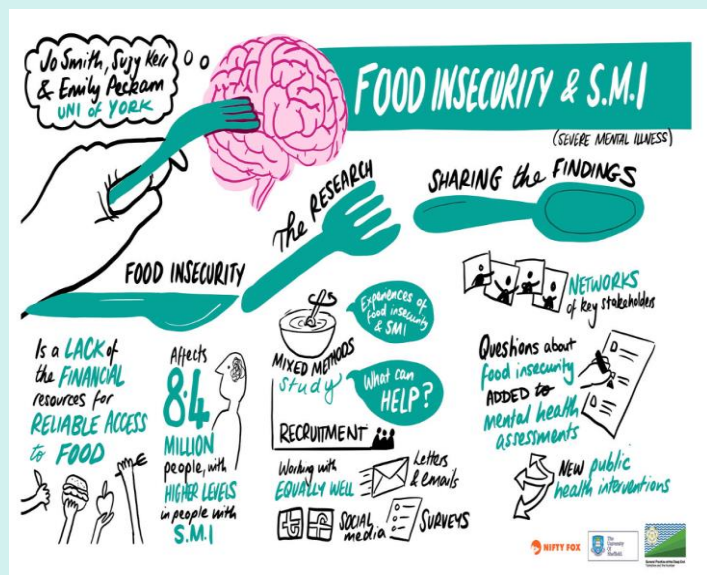 Jo Smith, Suzy Kerr
& Emily Peckam
UNI of YORK
FOOD INSECURITY & S.M.I
(SEVERE MENTAL ILLNESS)
FOOD INSECURITY
Is a LACK of
the FINANCIAL
resources for
RELIABLE ACCESS
to FOOD
Affects
8.4
MILLION
people, with
HIGHER LEVELS
in people with
S.M.I
The RESEARCH
Experiences of
food insecurity
& SMI
MIXED METHODS
Study
What can
HELP?
RECRUITMENT
Working with
EQUALLY WELL
Letters
& emails
SOCIAL
media
SURVEYS
SHARING the FINDINGS
NETWORKS
of key stakeholders
Questions about
food insecurity
ADDED to
mental health
assessments
NEW public
health interventions
NIFTY FOX
The
University
Of
Sheffield.